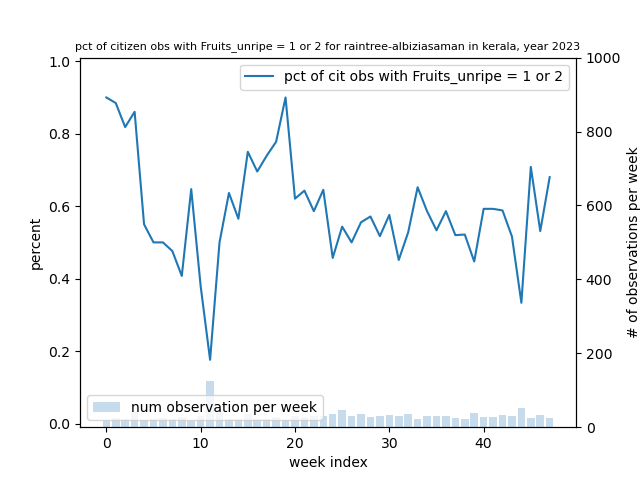 pct of citizen obs with Fruits_unripe = 1 or 2 for raintree-albiziasaman in kerala, year 2023
pct of cit obs with Fruits_unripe = 1 or 2
num observation per week
percent
1.0
0.8
0.6
0.4
0.2
0.0
# of observations per week
1000
800
600
400
200
0
0 10 20 30 40
week index